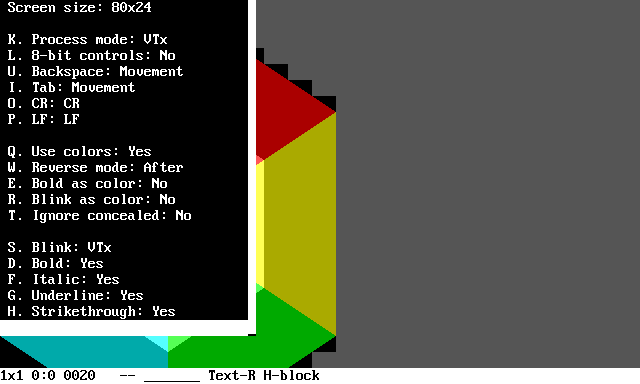 Screen size: 80x24
K. Process mode: VTx
L. 8-bit controls: No
U. Backspace: Movement
I. Tab: Movement
O. CR: CR
P. LF: LF
Q. Use colors: Yes
W. Reverse mode: After
E. Bold as color: No
R. Blink as color: No
T. Ignore concealed: No
S. Blink: VTx
D. Bold: Yes
F. Italic: Yes
G. Underline: Yes
H. Strikethrough: Yes
1x1 0:0 0020 -- _______ Text-R H-block